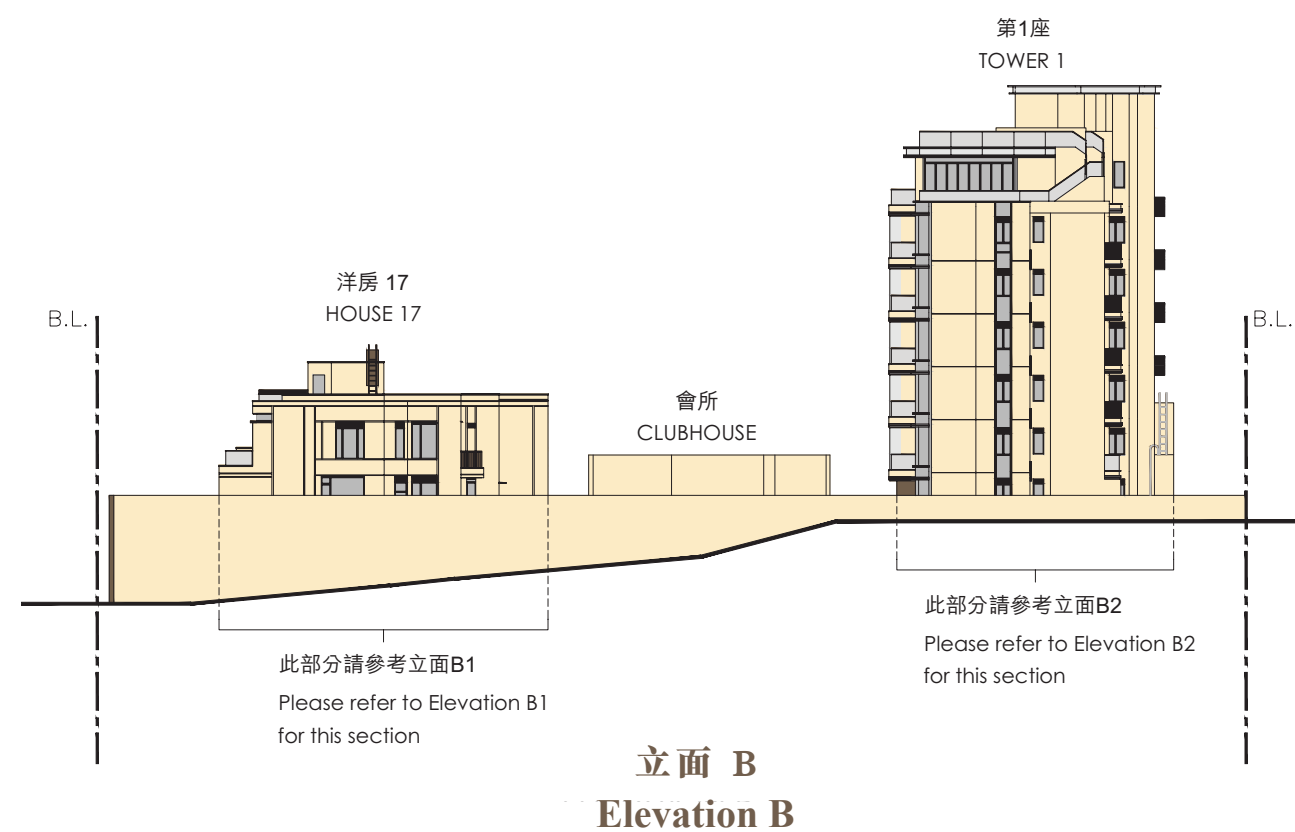 第1座
TOWER 1
洋房 17
HOUSE 17
B.L.
B.L.
會所
CLUBHOUSE
此部分請參考立面B2
Please refer to Elevation B2
for this section
此部分請參考立面B1
Please refer to Elevation B1
for this section
立面 B
Elevation B